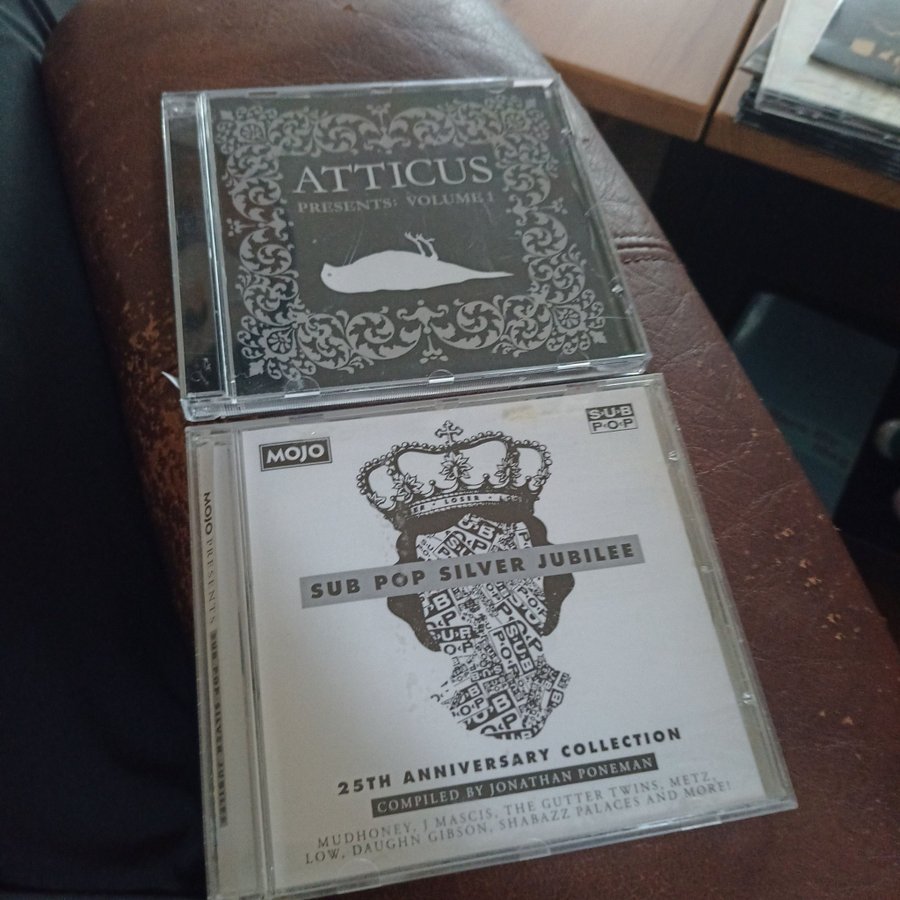 ATTICUS
PRESENTS: VOLUME 1
MOJO
SUB
POP
LOSER
SUB POP SILVER JUBILEE
25TH ANNIVERSARY COLLECTION
COMPILED BY JONATHAN PONEMAN
MUDHONEY, J MASCIS, THE GUTTER TWINS, METZ,
LOW, DAUGHN GIBSON, SHABAZZ PALACES AND MORE!
MOJO PRESENTS SUB POP SILVER JUBILEE